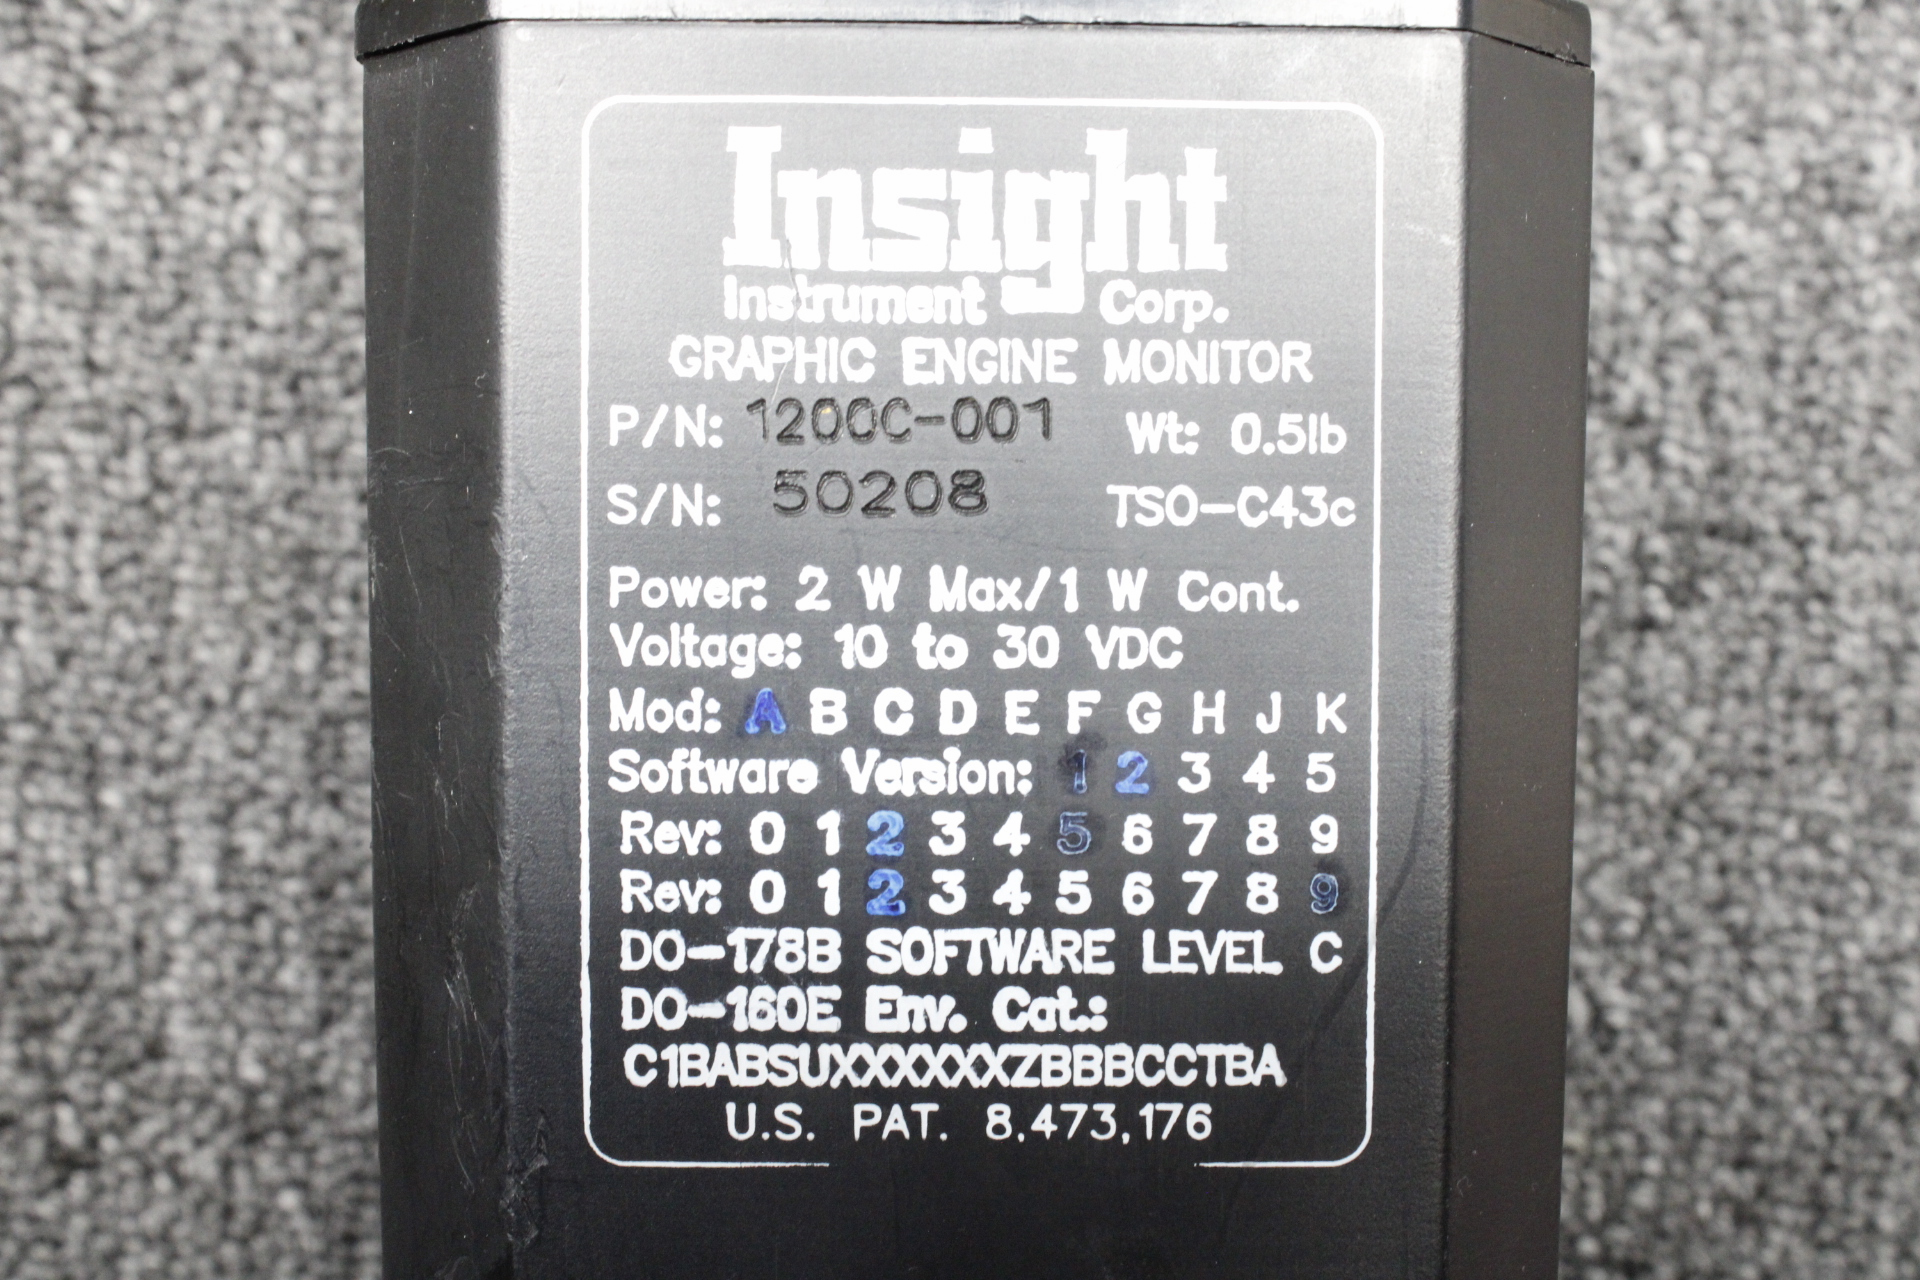 Insight
Instrument Corp.
GRAPHIC ENGINE MONITOR
P/N: 1200C-001 Wt: 0.5lb
S/N: 50208 TSO-C43c
Power: 2 W Max/1 W Cont.
Voltage: 10 to 30 VDC
Mod: A B C D E F G H J K
Software Version: 1 2 3 4 5
Rev: 0 1 2 3 4 5 6 7 8 9
Rev: 0 1 2 3 4 5 6 7 8 9
DO-178B SOFTWARE LEVEL C
DO-160E Env. Cat.:
C1BABSUXXXXXXZBBBCCTBA
U.S. PAT. 8,473,176